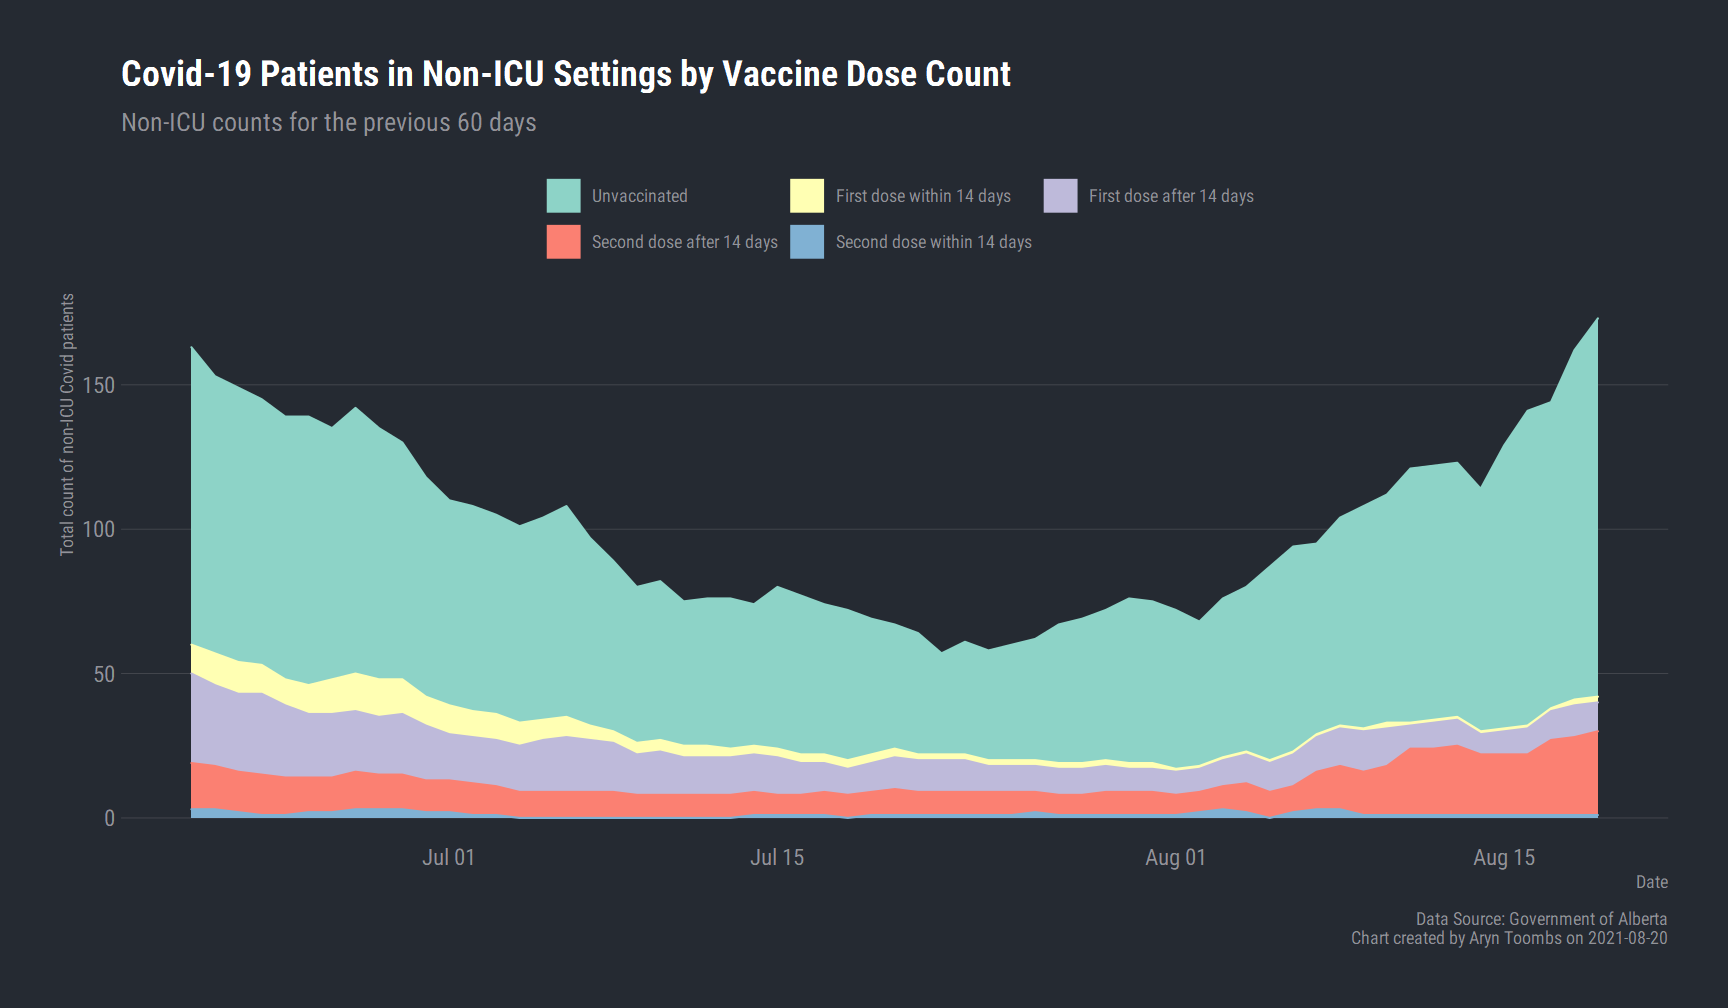 Covid-19 Patients in Non-ICU Settings by Vaccine Dose Count
Non-ICU counts for the previous 60 days
Unvaccinated
First dose within 14 days
First dose after 14 days
Second dose after 14 days
Second dose within 14 days
Total count of non-ICU Covid patients
150
100
50
0
Jul 01
Jul 15
Aug 01
Aug 15
Date
Data Source: Government of Alberta
Chart created by Aryn Toombs on 2021-08-20